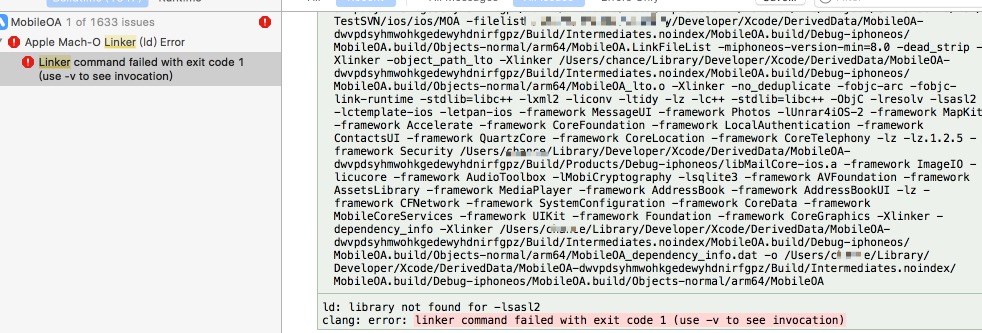 MobileOA 1 of 1633 issues
Apple Mach-O Linker (ld) Error
Linker command failed with exit code 1
(use -v to see invocation)
TestSVN/ios/ios/MOA -filelist y/Developer/Xcode/DerivedData/MobileOA-
dwvpdsyhmwohkgedewyhdnirfgpz/Build/Intermediates.noindex/MobileOA.build/Debug-iphoneos/
MobileOA.build/Objects-normal/arm64/MobileOA.LinkFileList -miphoneos-version-min=8.0 -dead_strip -
Xlinker -object_path_lto -Xlinker /Users/chance/Library/Developer/Xcode/DerivedData/MobileOA-
dwvpdsyhmwohkgedewyhdnirfgpz/Build/Intermediates.noindex/MobileOA.build/Debug-iphoneos/
MobileOA.build/Objects-normal/arm64/MobileOA_lto.o -Xlinker -no_deduplicate -fobjc-arc -fobjc-
link-runtime -stdlib=libc++ -lxml2 -liconv -ltidy -lz -lc++ -stdlib=libc++ -ObjC -lresolv -lsasl2
-lctemplate-ios -letpan-ios -framework MessageUI -framework Photos -lUnrar4iOS-2 -framework MapKit
-framework Accelerate -framework CoreFoundation -framework LocalAuthentication -framework
ContactsUI -framework QuartzCore -framework CoreLocation -framework CoreTelephony -lz -lz.1.2.5 -
framework Security /Users/chance/Library/Developer/Xcode/DerivedData/MobileOA-
dwvpdsyhmwohkgedewyhdnirfgpz/Build/Products/Debug-iphoneos/libMailCore-ios.a -framework ImageIO -
licucore -framework AudioToolbox -lMobiCryptography -lsqlite3 -framework AVFoundation -framework
AssetsLibrary -framework MediaPlayer -framework AddressBook -framework AddressBookUI -lz -
framework CFNetwork -framework SystemConfiguration -framework CoreData -framework
MobileCoreServices -framework UIKit -framework Foundation -framework CoreGraphics -Xlinker -
dependency_info -Xlinker /Users/c e/Library/Developer/Xcode/DerivedData/MobileOA-
dwvpdsyhmwohkgedewyhdnirfgpz/Build/Intermediates.noindex/MobileOA.build/Debug-iphoneos/
MobileOA.build/Objects-normal/arm64/MobileOA_dependency_info.dat -o /Users/c e/Library/
Developer/Xcode/DerivedData/MobileOA-dwvpdsyhmwohkgedewyhdnirfgpz/Build/Intermediates.noindex/
MobileOA.build/Debug-iphoneos/MobileOA.build/Objects-normal/arm64/MobileOA
ld: library not found for -lsasl2
clang: error: linker command failed with exit code 1 (use -v to see invocation)